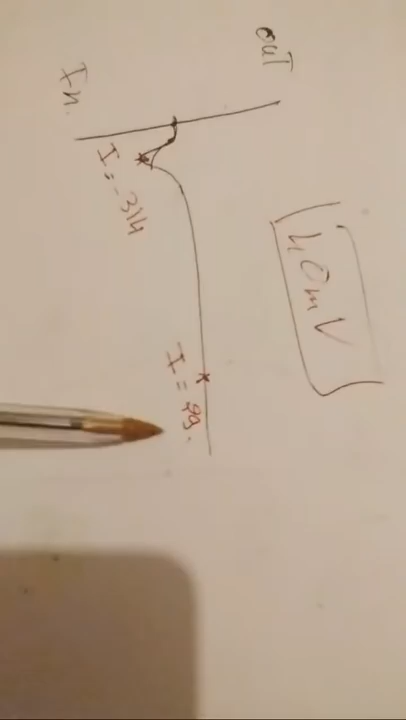 OUT
In.
I = -314
40mV
I = 99.